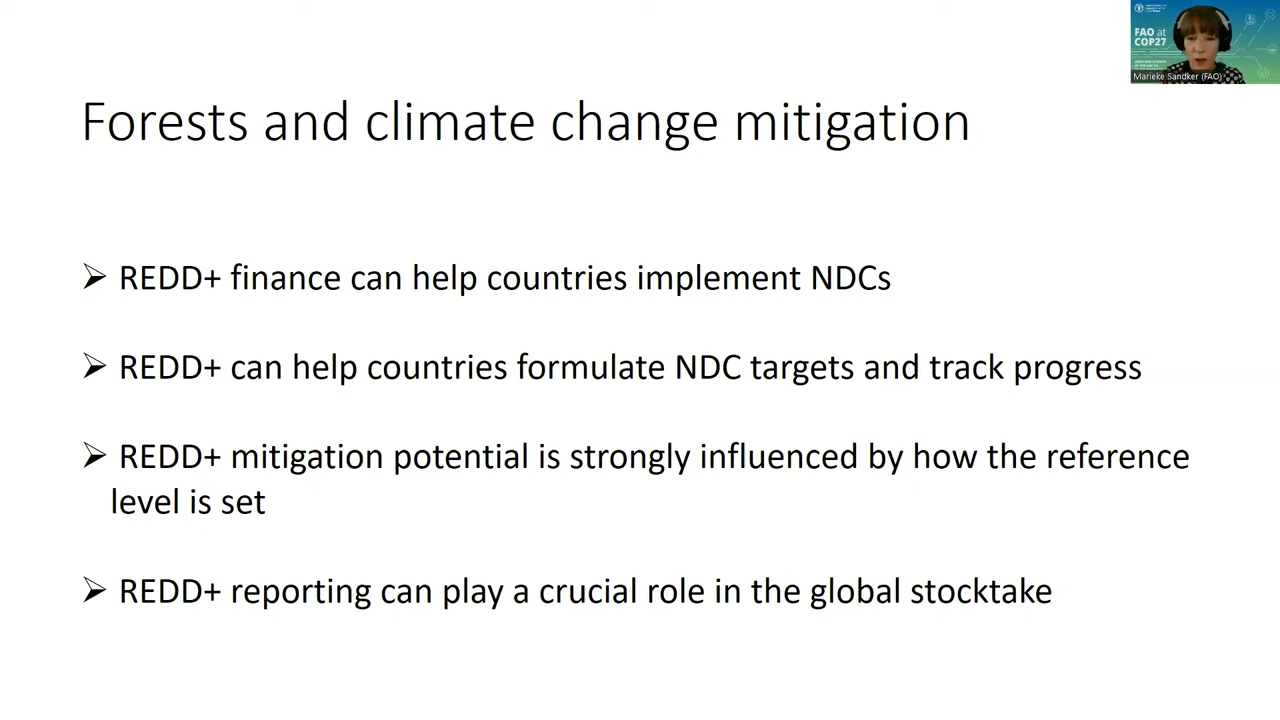 FAO at
COP27
Marieke Sandker (FAO)
Forests and climate change mitigation
➢ REDD+ finance can help countries implement NDCs
➢ REDD+ can help countries formulate NDC targets and track progress
➢ REDD+ mitigation potential is strongly influenced by how the reference
level is set
➢ REDD+ reporting can play a crucial role in the global stocktake